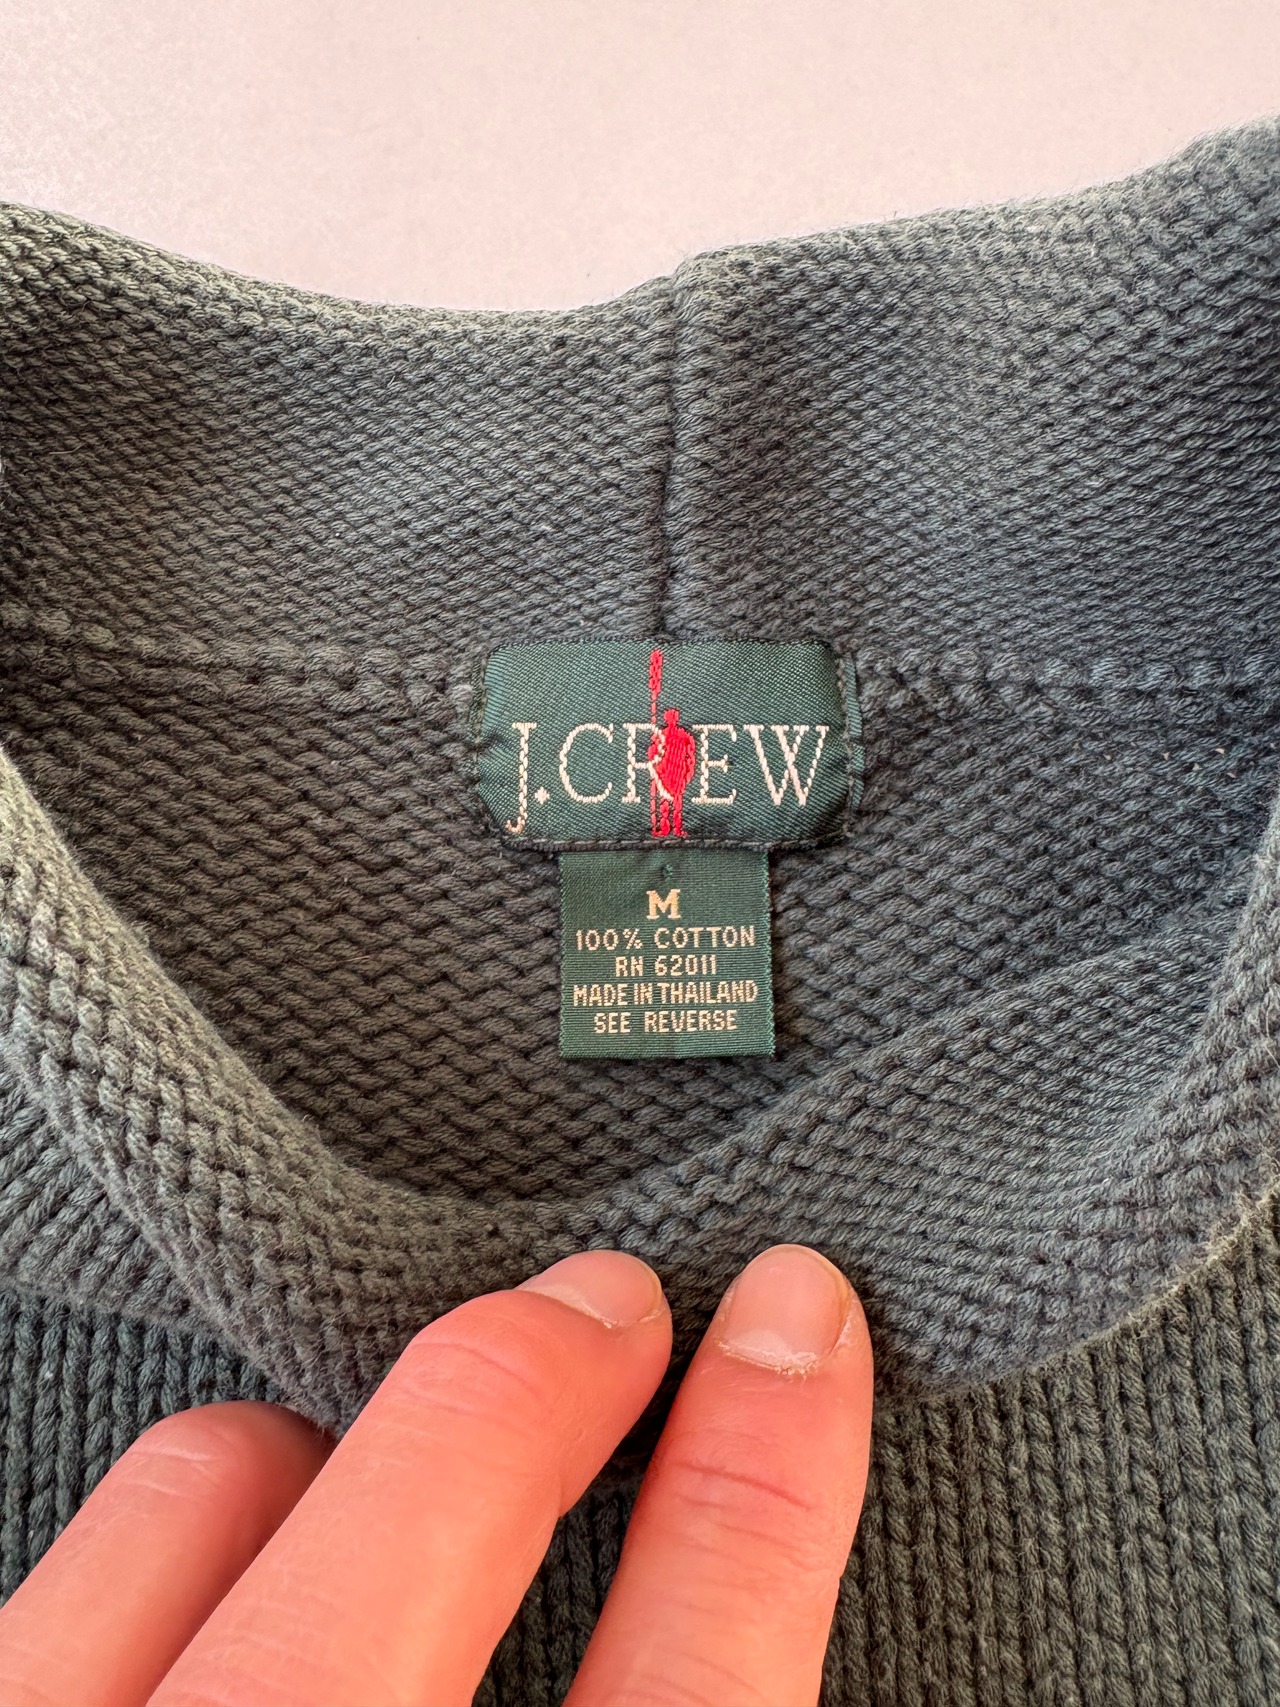 J.CREW
M
100% COTTON
RN 62011
MADE IN THAILAND
SEE REVERSE